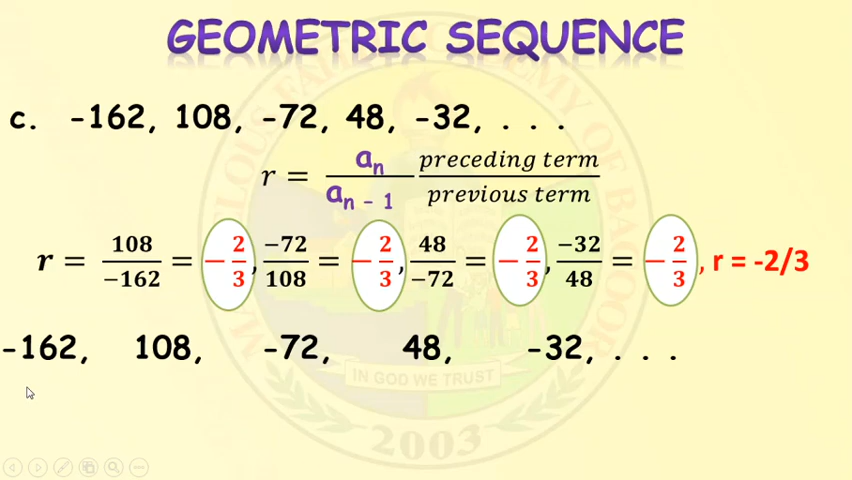 GEOMETRIC SEQUENCE
c. -162, 108, -72, 48, -32, . . .
r = aₙ/aₙ₋₁ preceding term/previous term
r = 108/−162 = −2/3, −72/108 = −2/3, 48/−72 = −2/3, −32/48 = −2/3, r = -2/3
-162, 108, -72, 48, -32, . . .
IN GOD WE TRUST
2003